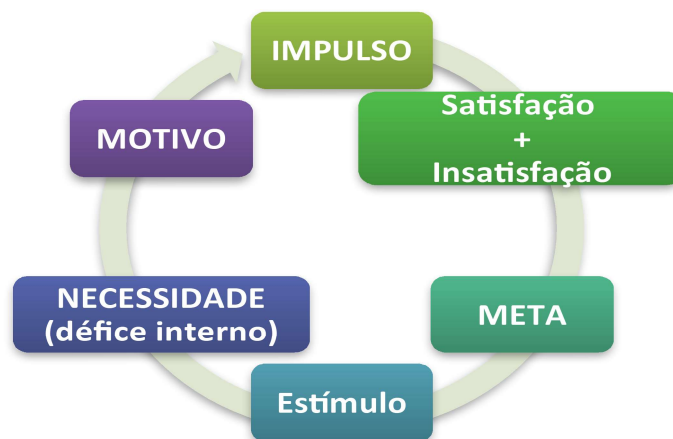 IMPULSO
Satisfação
+
Insatisfação
META
Estímulo
NECESSIDADE
(défice interno)
MOTIVO